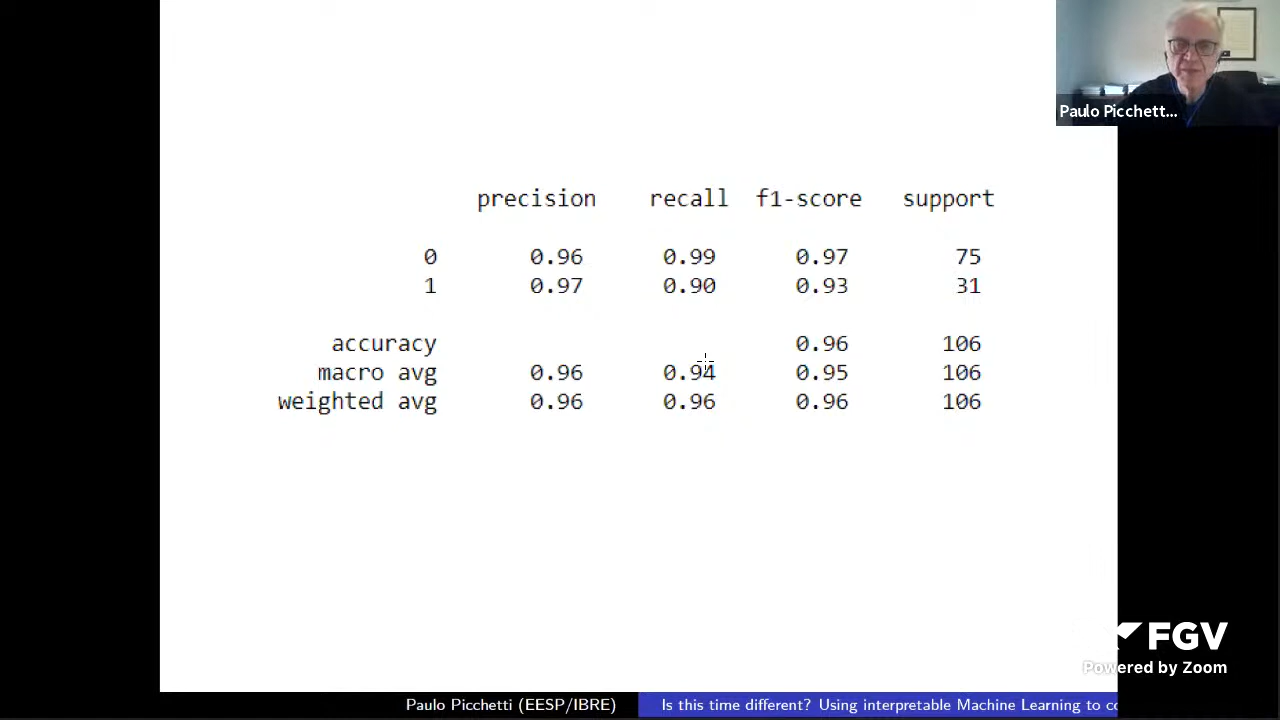 Paulo Picchett...
precision recall f1-score support
0 0.96 0.99 0.97 75
1 0.97 0.90 0.93 31
accuracy 0.96 106
macro avg 0.96 0.94 0.95 106
weighted avg 0.96 0.96 0.96 106
FGV
Powered by Zoom
Paulo Picchetti (EESP/IBRE) Is this time different? Using interpretable Machine Learning to co